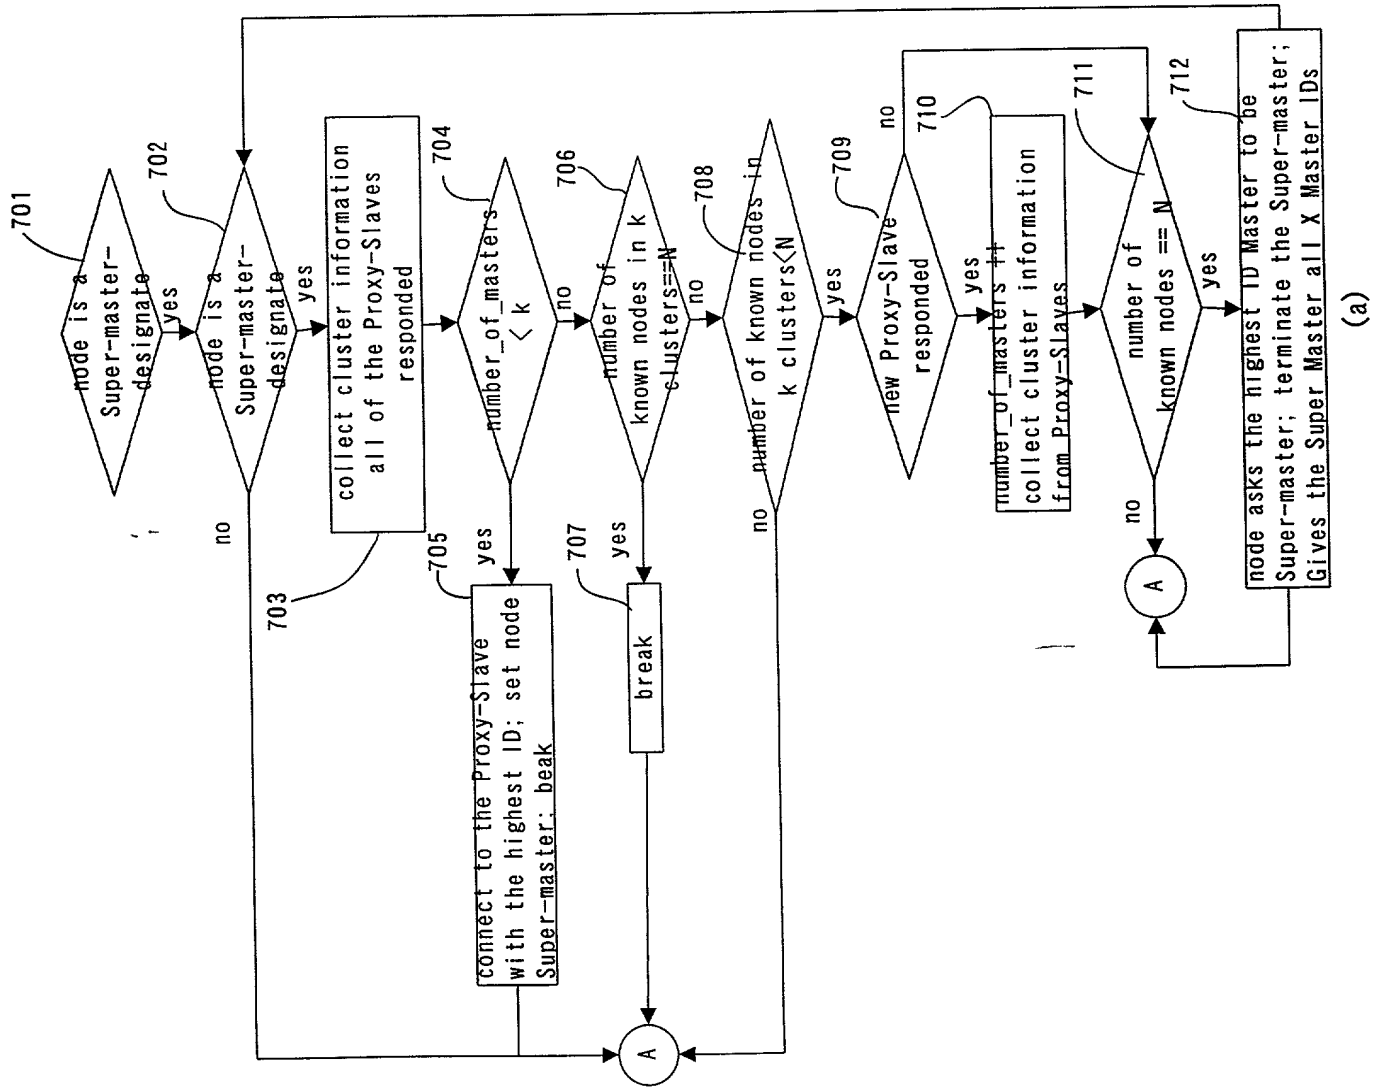 701
node is a
Super-master-
designate
yes
702
node is a
Super-master-
designate
no
yes
703
collect cluster information
all of the Proxy-Slaves
responded
704
number_of_masters
< k
yes
no
705
connect to the Proxy-Slave
with the highest ID; set node
Super-master; beak
706
number of
known nodes in k
clusters==N
yes
no
707
break
708
number of known nodes in
k clusters<N
no
yes
A
709
new Proxy-Slave
responded
no
yes
710
number_of_masters ++
collect cluster information
from Proxy-Slaves
711
number of
known nodes == N
no
yes
A
712
node asks the highest ID Master to be
Super-master; terminate the Super-master;
Gives the Super Master all X Master IDs
(a)